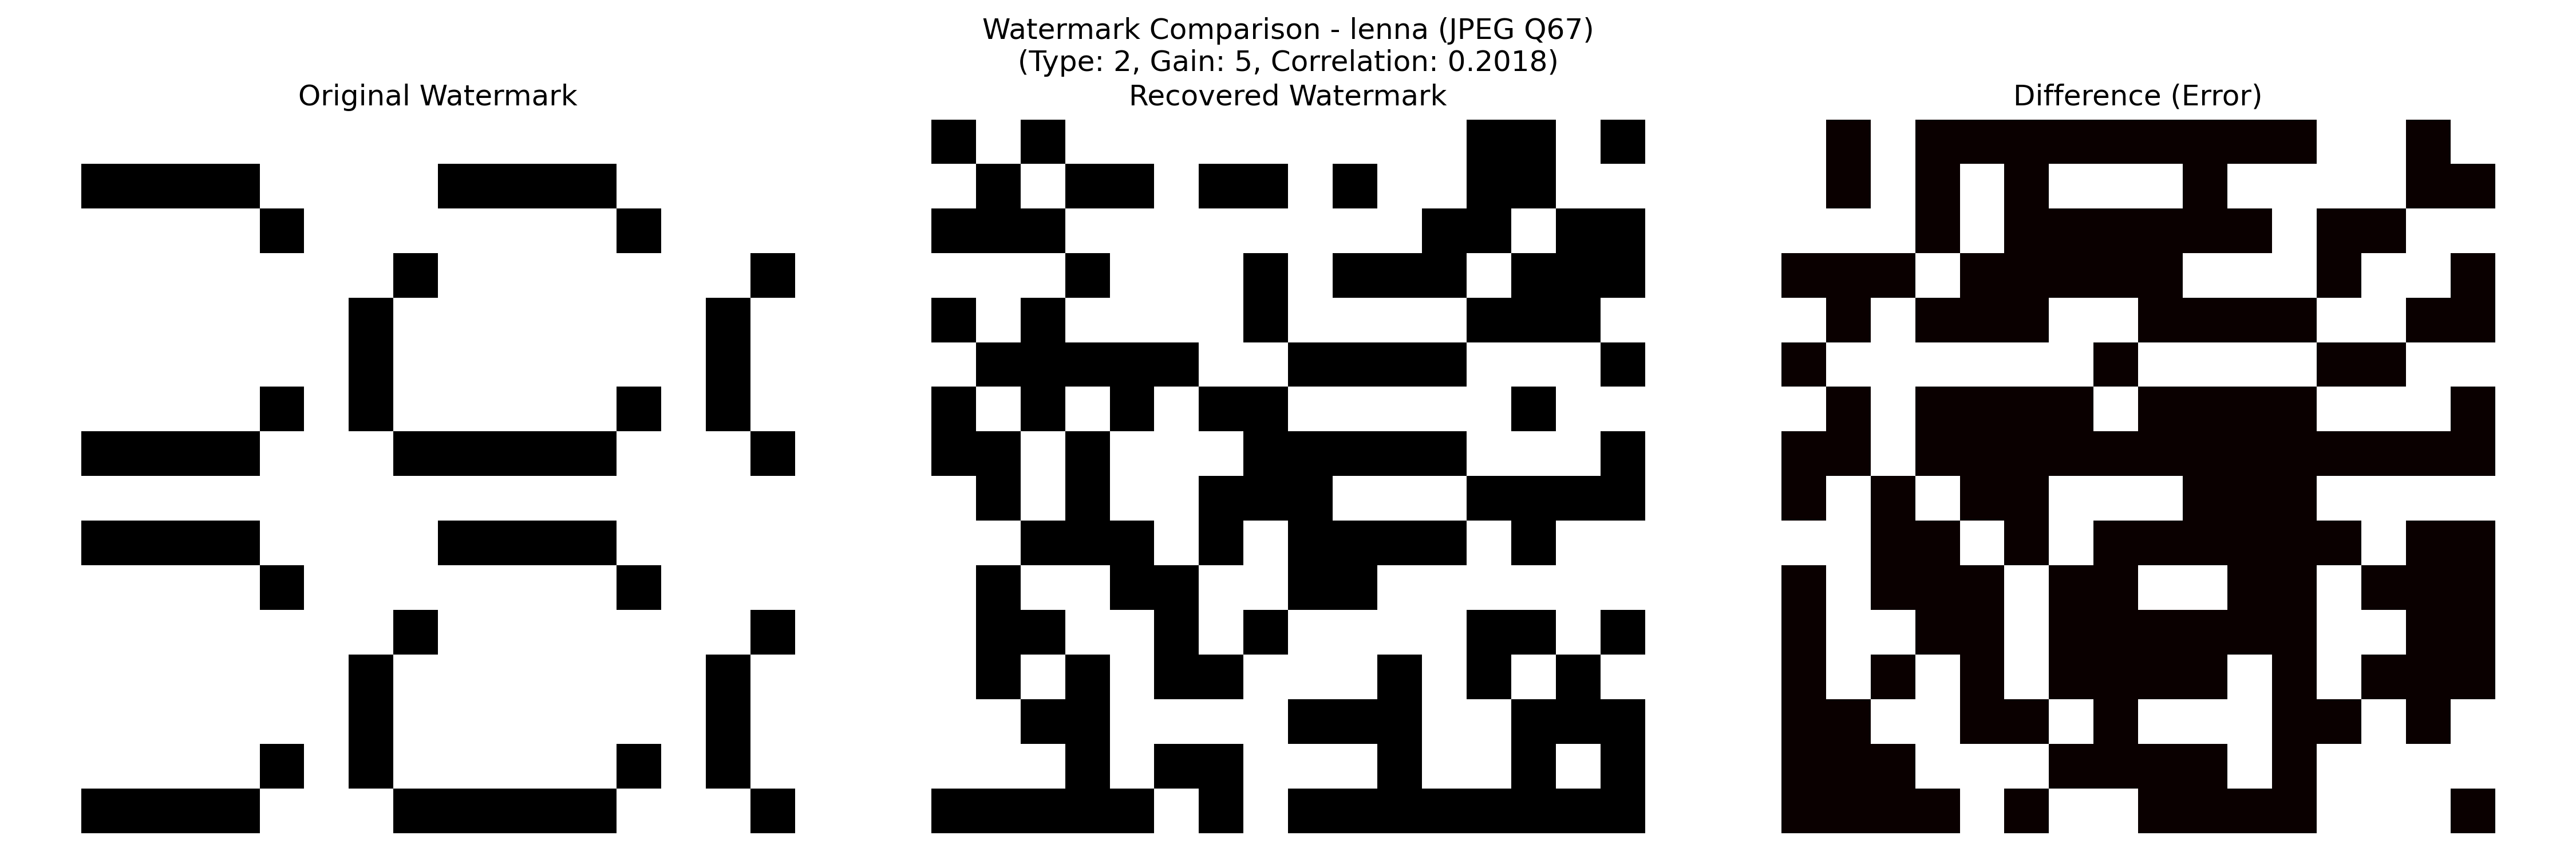 Watermark Comparison - lenna (JPEG Q67)
(Type: 2, Gain: 5, Correlation: 0.2018)
Original Watermark
Recovered Watermark
Difference (Error)